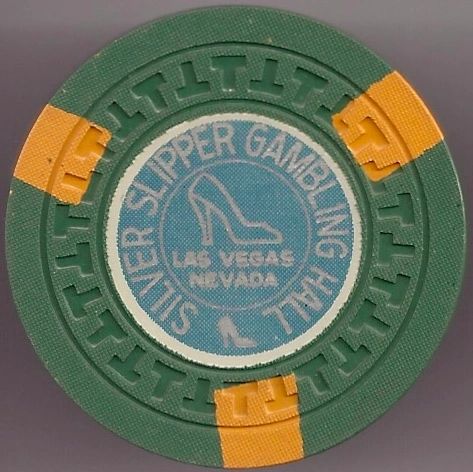 SILVER SLIPPER GAMBLING HALL
LAS VEGAS
NEVADA